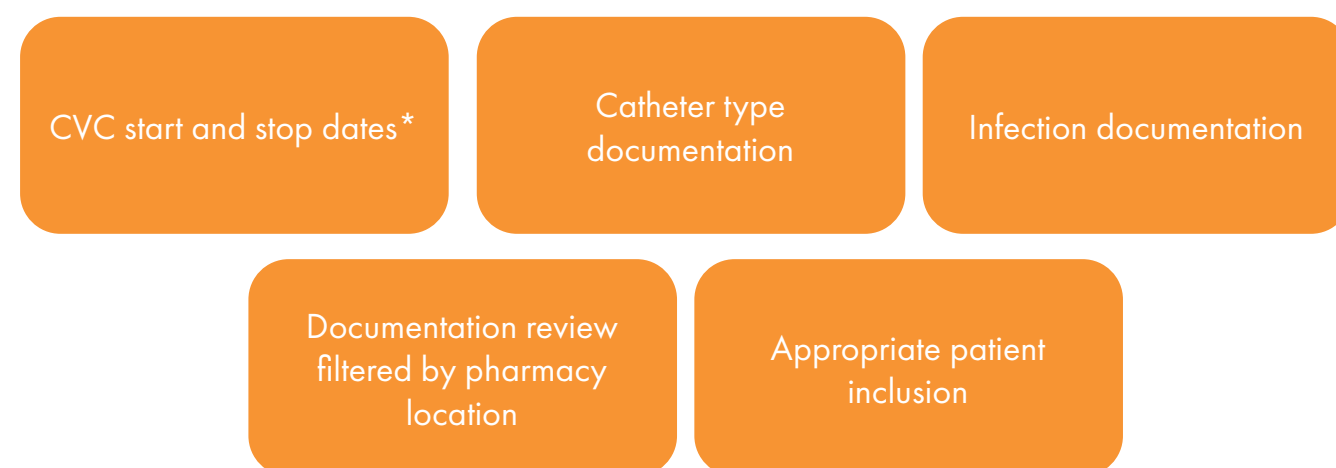 CVC start and stop dates*
Catheter type
documentation
Infection documentation
Documentation review
filtered by pharmacy
location
Appropriate patient
inclusion